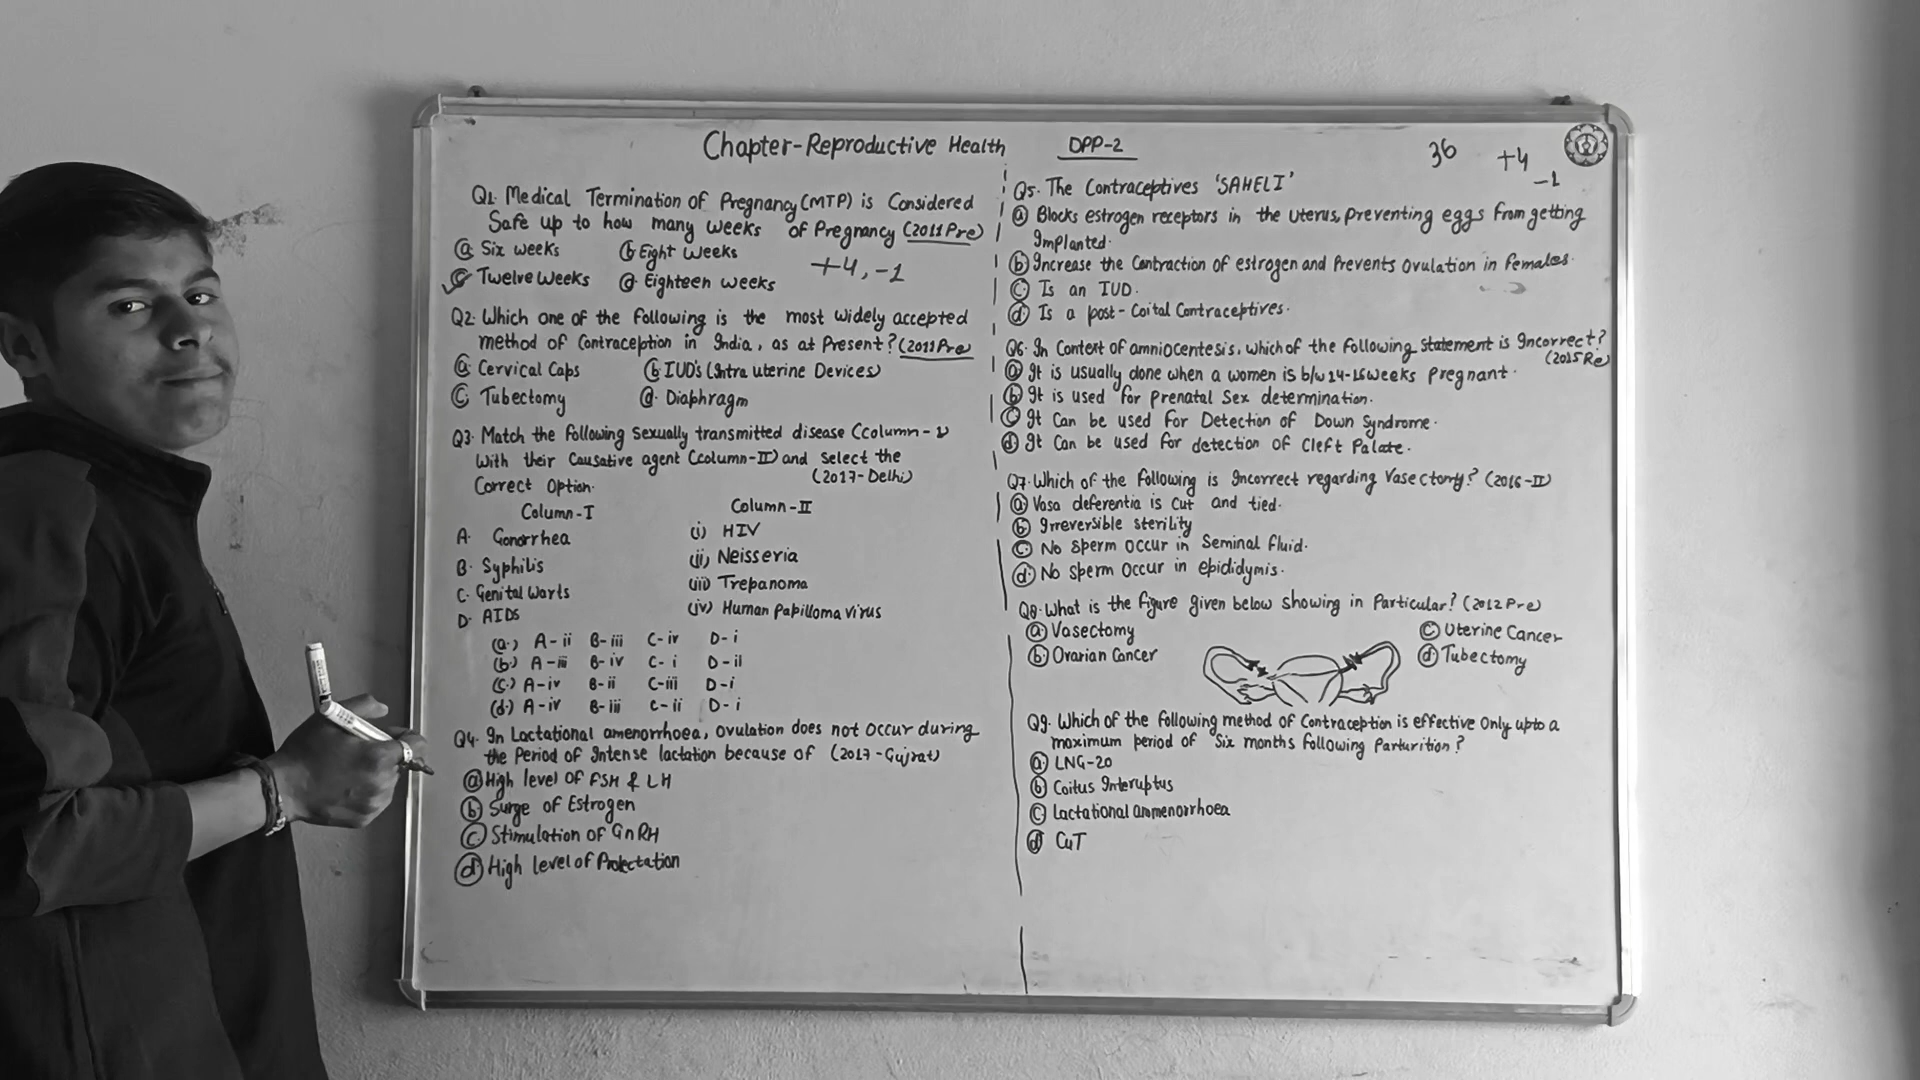 Chapter-Reproductive Health DPP-2
36 +4 -1
Q1. Medical Termination of Pregnancy (MTP) is Considered
Safe up to how many weeks of Pregnancy (2011 Pre)
(a) Six weeks (b) Eight weeks
(c) Twelve weeks (d) Eighteen weeks
+4, -1
Q2. Which one of the following is the most widely accepted
method of Contraception in India, as at Present? (2011 Pre)
(a) Cervical Caps (b) IUD's (Intra uterine Devices)
(c) Tubectomy (d) Diaphragm
Q3. Match the following sexually transmitted disease (column-I)
with their Causative agent (column-II) and select the
Correct Option. (2017-Delhi)
Column-I Column-II
A. Gonorrhea (i) HIV
B. Syphilis (ii) Neisseria
C. Genital Warts (iii) Trepanoma
D. AIDS (iv) Human Papilloma virus
(a.) A-ii B-iii C-iv D-i
(b.) A-iii B-iv C-i D-ii
(c.) A-iv B-ii C-iii D-i
(d.) A-iv B-iii C-ii D-i
Q4. In Lactational amenorrhoea, ovulation does not occur during
the Period of Intense lactation because of (2017-Gujrat)
(a) High level of FSH & LH
(b) Surge of Estrogen
(c) Stimulation of GnRH
(d) High level of Prolectation
Q5. The Contraceptives 'SAHELI'
(a) Blocks estrogen receptors in the uterus, preventing eggs from getting
Implanted.
(b) Increase the Contraction of estrogen and Prevents ovulation in females.
(c) Is an IUD.
(d) Is a post-Coital Contraceptives.
Q6. In Context of amniocentesis, which of the following statement is Incorrect?
(2015 Re)
(a) It is usually done when a women is b/w 14-15 weeks pregnant.
(b) It is used for prenatal Sex determination.
(c) It Can be used for Detection of Down Syndrome.
(d) It Can be used for detection of Cleft Palate.
Q7. Which of the following is Incorrect regarding Vasectomy? (2016-II)
(a) Vasa deferentia is Cut and tied.
(b) Irreversible sterility
(c) No sperm occur in Seminal fluid.
(d) No sperm occur in epididymis.
Q8. What is the figure given below showing in Particular? (2012 Pre)
(a) Vasectomy (c) Uterine Cancer
(b) Ovarian Cancer (d) Tubectomy
Q9. Which of the following method of Contraception is effective only upto a
maximum period of Six months following Parturition?
(a) LNG-20
(b) Coitus Interuptus
(c) Lactational ammenorrhoea
(d) CuT